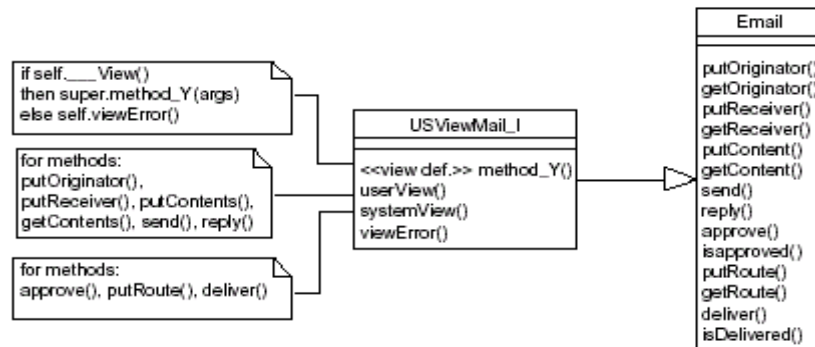 if self.___View()
then super.method_Y(args)
else self.viewError()
for methods:
putOriginator(),
putReceiver(), putContents(),
getContents(), send(), reply()
for methods:
approve(), putRoute(), deliver()
USViewMail_I
<<view def.>> method_Y()
userView()
systemView()
viewError()
Email
putOriginator()
getOriginator()
putReceiver()
getReceiver()
putContent()
getContent()
send()
reply()
approve()
isapproved()
putRoute()
getRoute()
deliver()
isDelivered()